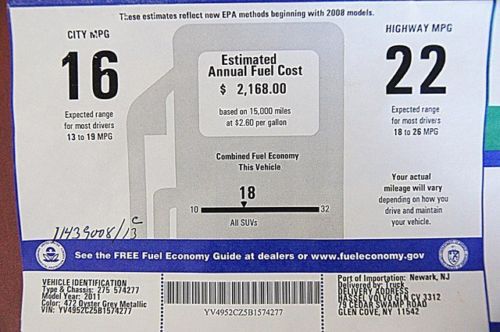 These estimates reflect new EPA methods beginning with 2008 models.
CITY MPG
16
Expected range
for most drivers
13 to 19 MPG
Estimated
Annual Fuel Cost
$ 2,168.00
based on 15,000 miles
at $2.60 per gallon
HIGHWAY MPG
22
Expected range
for most drivers
18 to 26 MPG
Combined Fuel Economy
This Vehicle
18
10 32
All SUVs
Your actual
mileage will vary
depending on how you
drive and maintain
your vehicle.
See the FREE Fuel Economy Guide at dealers or www.fueleconomy.gov
VEHICLE IDENTIFICATION
Type & Chassis: 275 574277
Model Year: 2011
Color: 472 Oyster Grey Metallic
VIN: YV4952CZ5B1574277
YV4952CZ5B1574277
Port of Importation: Newark, NJ
Delivered by: Truck
DELIVERY ADDRESS
HASSEL VOLVO GLN CV 3312
79 CEDAR SWAMP ROAD
GLEN COVE, NY 11542